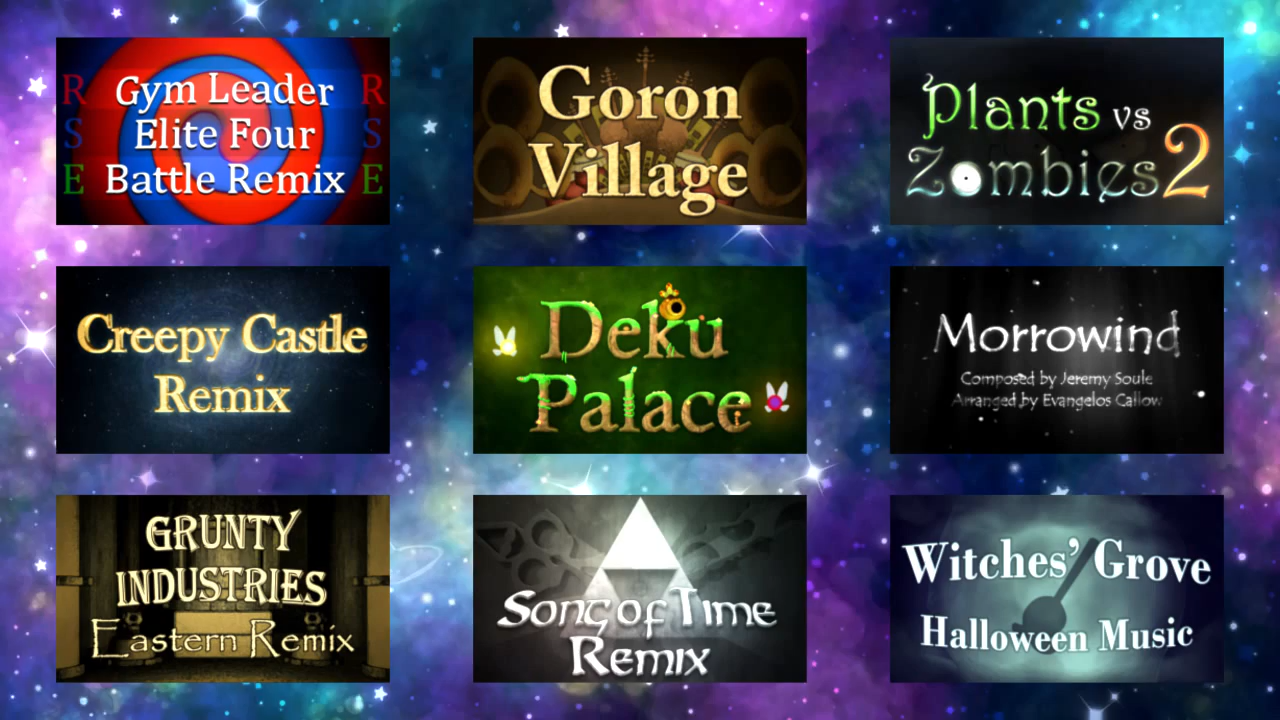 R Gym Leader R
S Elite Four S
E Battle Remix E
Goron
Village
Plants vs
Zombies 2
Creepy Castle
Remix
Deku
Palace
Morrowind
Composed by Jeremy Soule
Arranged by Evangelos Callow
GRUNTY
INDUSTRIES
Eastern Remix
Song of Time
Remix
Witches' Grove
Halloween Music